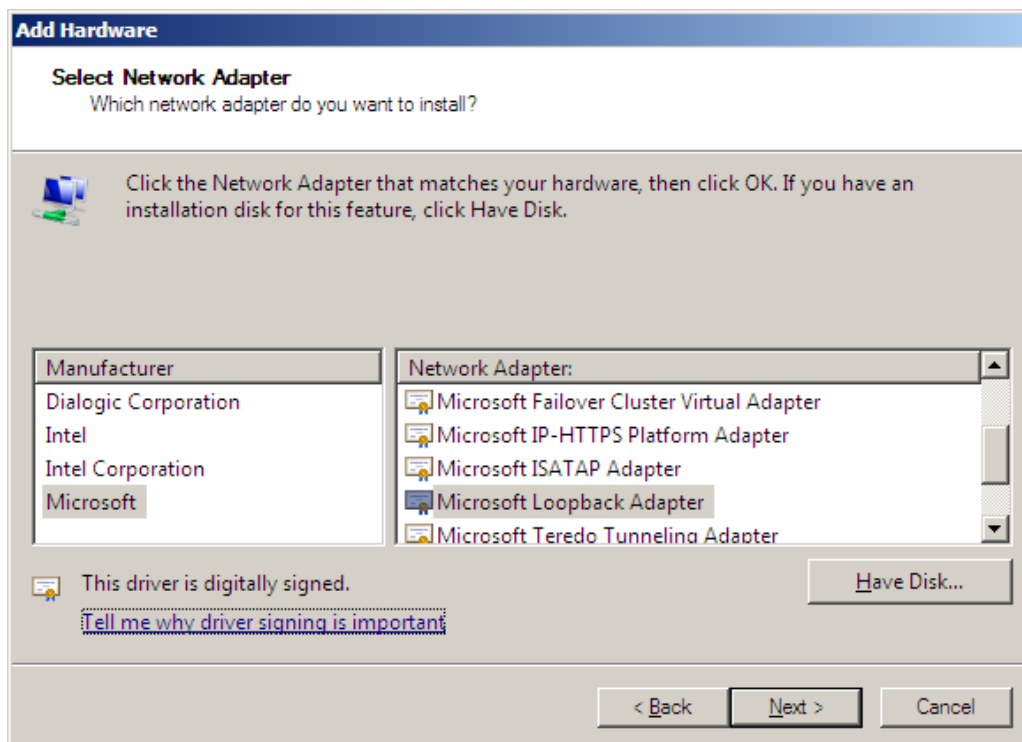 Add Hardware
Select Network Adapter
Which network adapter do you want to install?
Click the Network Adapter that matches your hardware, then click OK. If you have an
installation disk for this feature, click Have Disk.
Manufacturer
Dialogic Corporation
Intel
Intel Corporation
Microsoft
Network Adapter:
Microsoft Failover Cluster Virtual Adapter
Microsoft IP-HTTPS Platform Adapter
Microsoft ISATAP Adapter
Microsoft Loopback Adapter
Microsoft Teredo Tunneling Adapter
This driver is digitally signed.
Tell me why driver signing is important
Have Disk...
< Back
Next >
Cancel